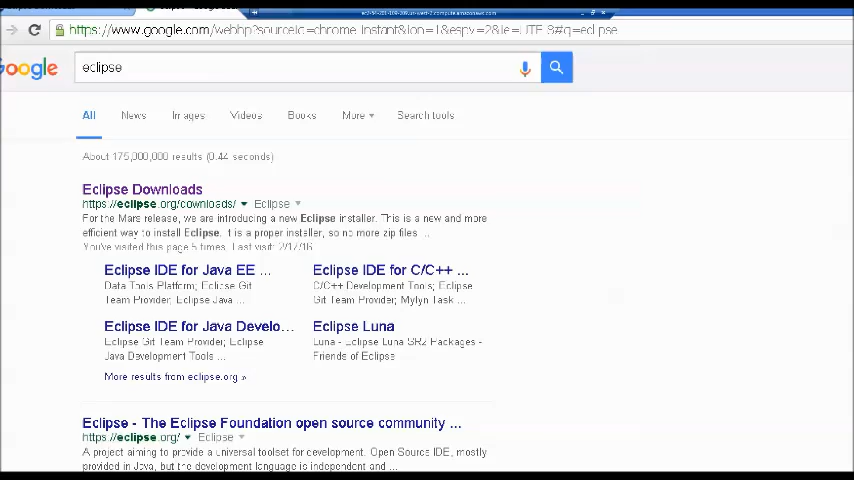 https://www.google.com/webhp?sourceid=chrome-instant&ion=1&espv=2&ie=UTF-8#q=eclipse
oogle
eclipse
All News Images Videos Books More Search tools
About 175,000,000 results (0.44 seconds)
Eclipse Downloads
https://eclipse.org/downloads/ Eclipse
For the Mars release, we are introducing a new Eclipse installer. This is a new and more
efficient way to install Eclipse. It is a proper installer, so no more zip files ...
You've visited this page 5 times. Last visit: 2/17/16
Eclipse IDE for Java EE ... Eclipse IDE for C/C++ ...
Data Tools Platform; Eclipse Git C/C++ Development Tools; Eclipse
Team Provider; Eclipse Java ... Git Team Provider; Mylyn Task ...
Eclipse IDE for Java Develo... Eclipse Luna
Eclipse Git Team Provider; Eclipse Luna - Eclipse Luna SR2 Packages -
Java Development Tools ... Friends of Eclipse
More results from eclipse.org »
Eclipse - The Eclipse Foundation open source community ...
https://eclipse.org/ Eclipse
A project aiming to provide a universal toolset for development. Open Source IDE, mostly
provided in Java, but the development language is independent and ...